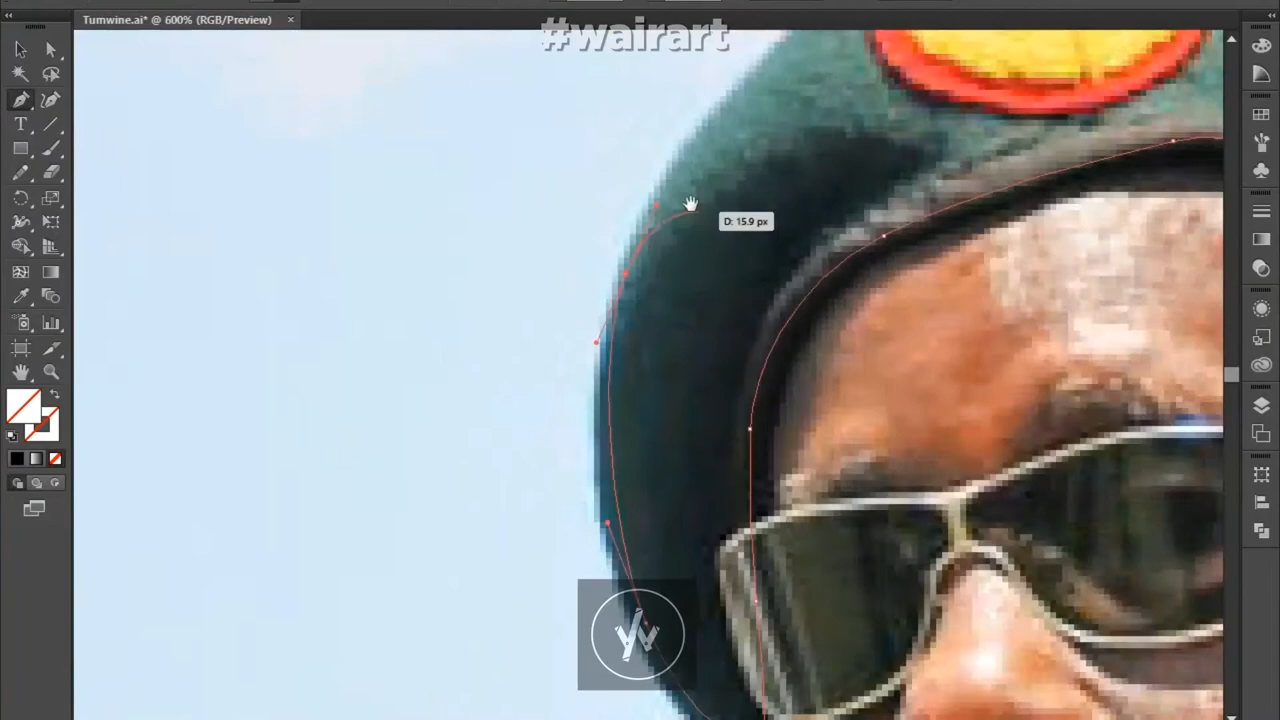 Tumwine.ai* @ 600% (RGB/Preview) ×
#wairart
D: 15.9 px